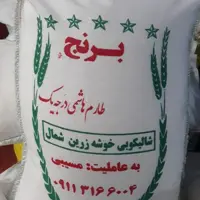 برنج
طارم هاشمی درجه یک
شالیکوبی خوشه زرین شمال
به عاملیت: مسیبی
۰۹۱۱ ۳۱۶ ۶۰۰۴